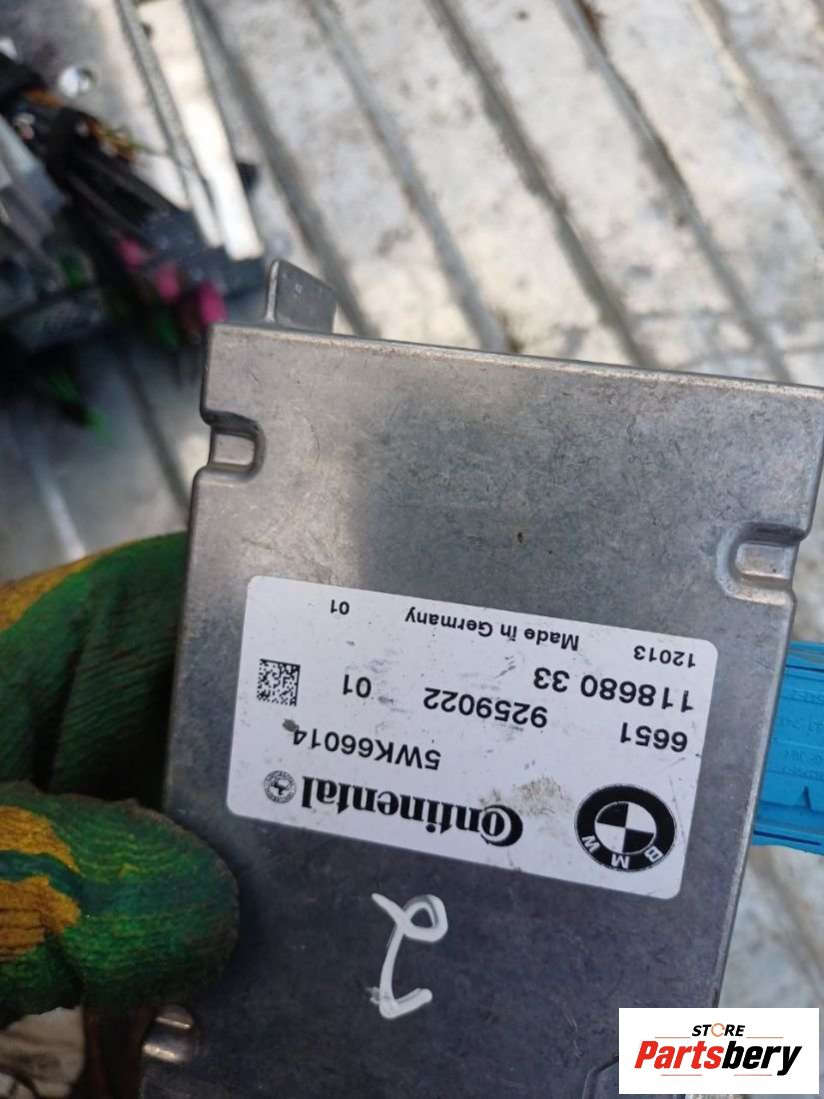 BMW
Continental
5WK66014
6651
9259022
01
118680 33
12013
Made in Germany
01
2
STORE
Partsbery